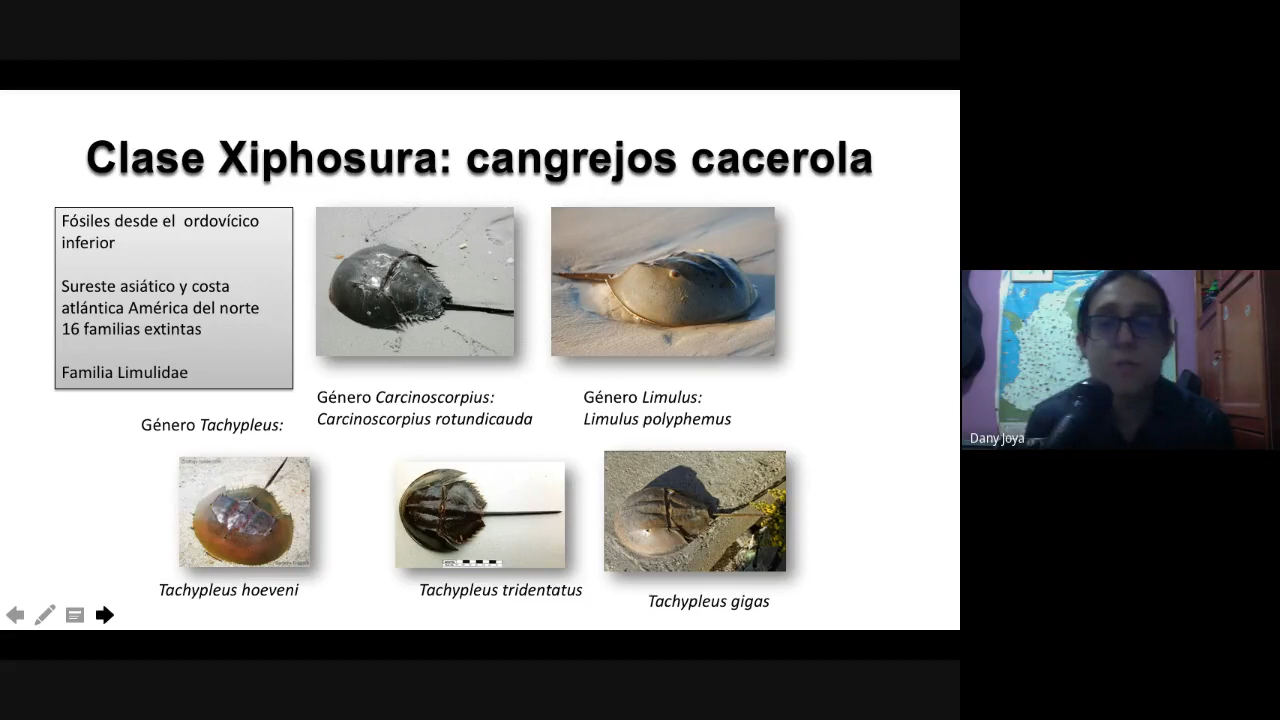 Clase Xiphosura: cangrejos cacerola
Fósiles desde el ordovícico
inferior
Sureste asiático y costa
atlántica América del norte
16 familias extintas
Familia Limulidae
Género Carcinoscorpius:
Carcinoscorpius rotundicauda
Género Limulus:
Limulus polyphemus
Género Tachypleus:
Tachypleus hoeveni
Tachypleus tridentatus
Tachypleus gigas
Dany Joya